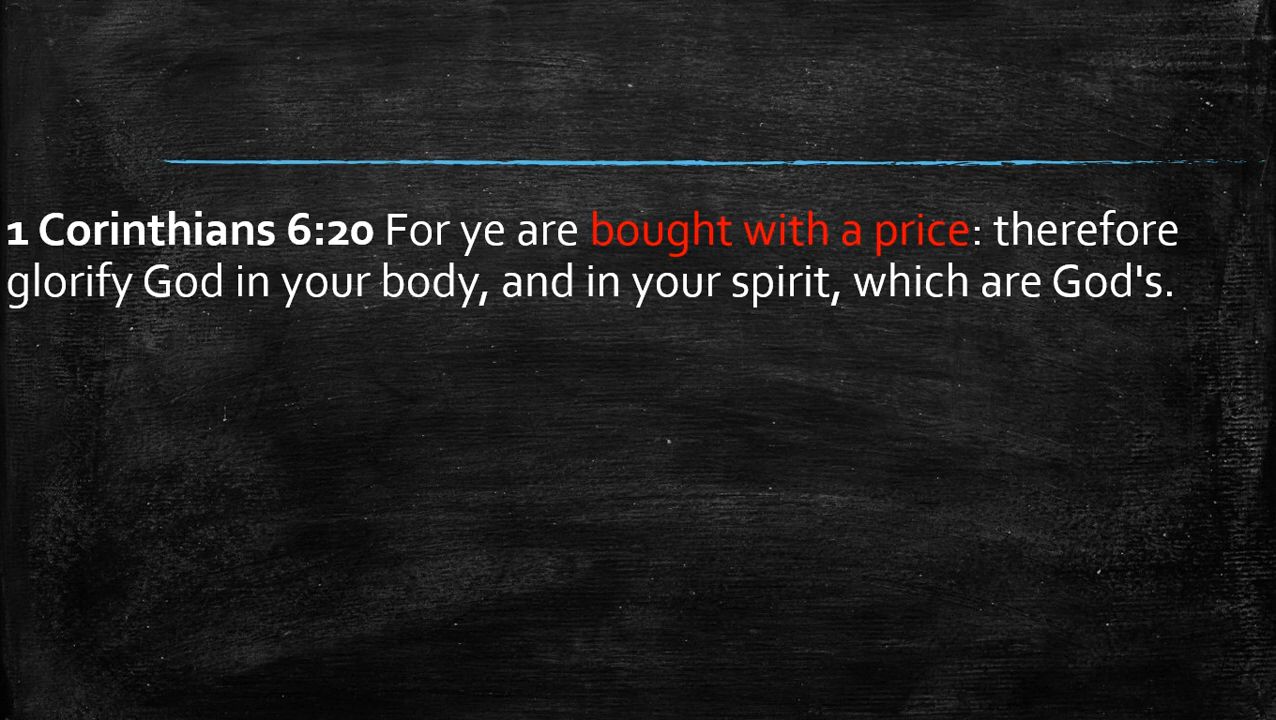 1 Corinthians 6:20 For ye are bought with a price: therefore
glorify God in your body, and in your spirit, which are God's.